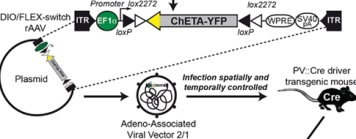 DIO/FLEX-switch
rAAV
Promoter lox2272
lox2272
ITR
EF1α
ChETA-YFP
WPRE
SV40
pA
ITR
loxP
loxP
Plasmid
Infection spatially and
temporally controlled
PV::Cre driver
transgenic mouse
Cre
Adeno-Associated
Viral Vector 2/1